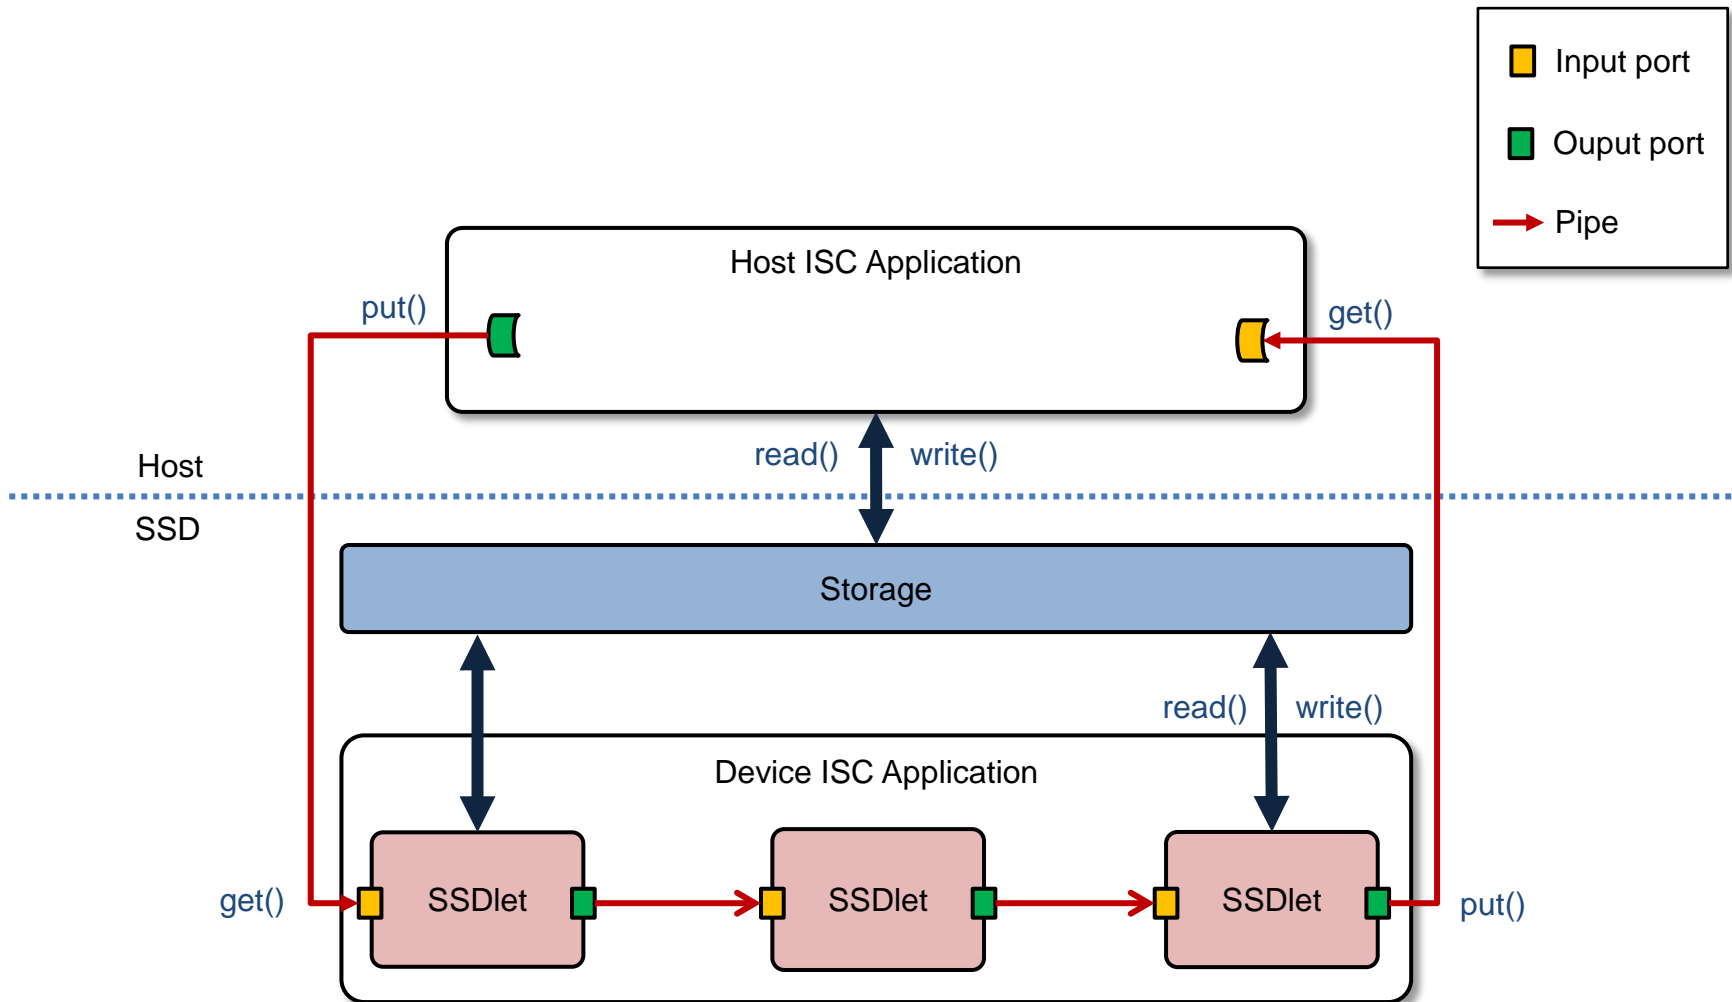 Input port
Ouput port
Pipe
Host ISC Application
put()
get()
read() write()
Host
SSD
Storage
read() write()
Device ISC Application
get()
SSDlet
SSDlet
SSDlet
put()